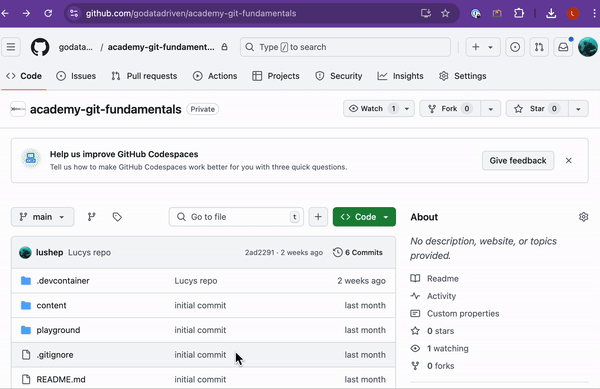 github.com/godatadriven/academy-git-fundamentals
L
godata... / academy-git-fundament...
Type / to search
Code Issues Pull requests Actions Projects Security Insights Settings
academy-git-fundamentals Private
Watch 1 Fork 0 Star 0
Help us improve GitHub Codespaces
Tell us how to make GitHub Codespaces work better for you with three quick questions.
Give feedback
main
Go to file t
Code
lushep Lucys repo 2ad2291 · 2 weeks ago 6 Commits
.devcontainer Lucys repo 2 weeks ago
content initial commit last month
playground initial commit last month
.gitignore initial commit last month
README.md initial commit last month
About
No description, website, or topics
provided.
Readme
Activity
Custom properties
0 stars
1 watching
0 forks